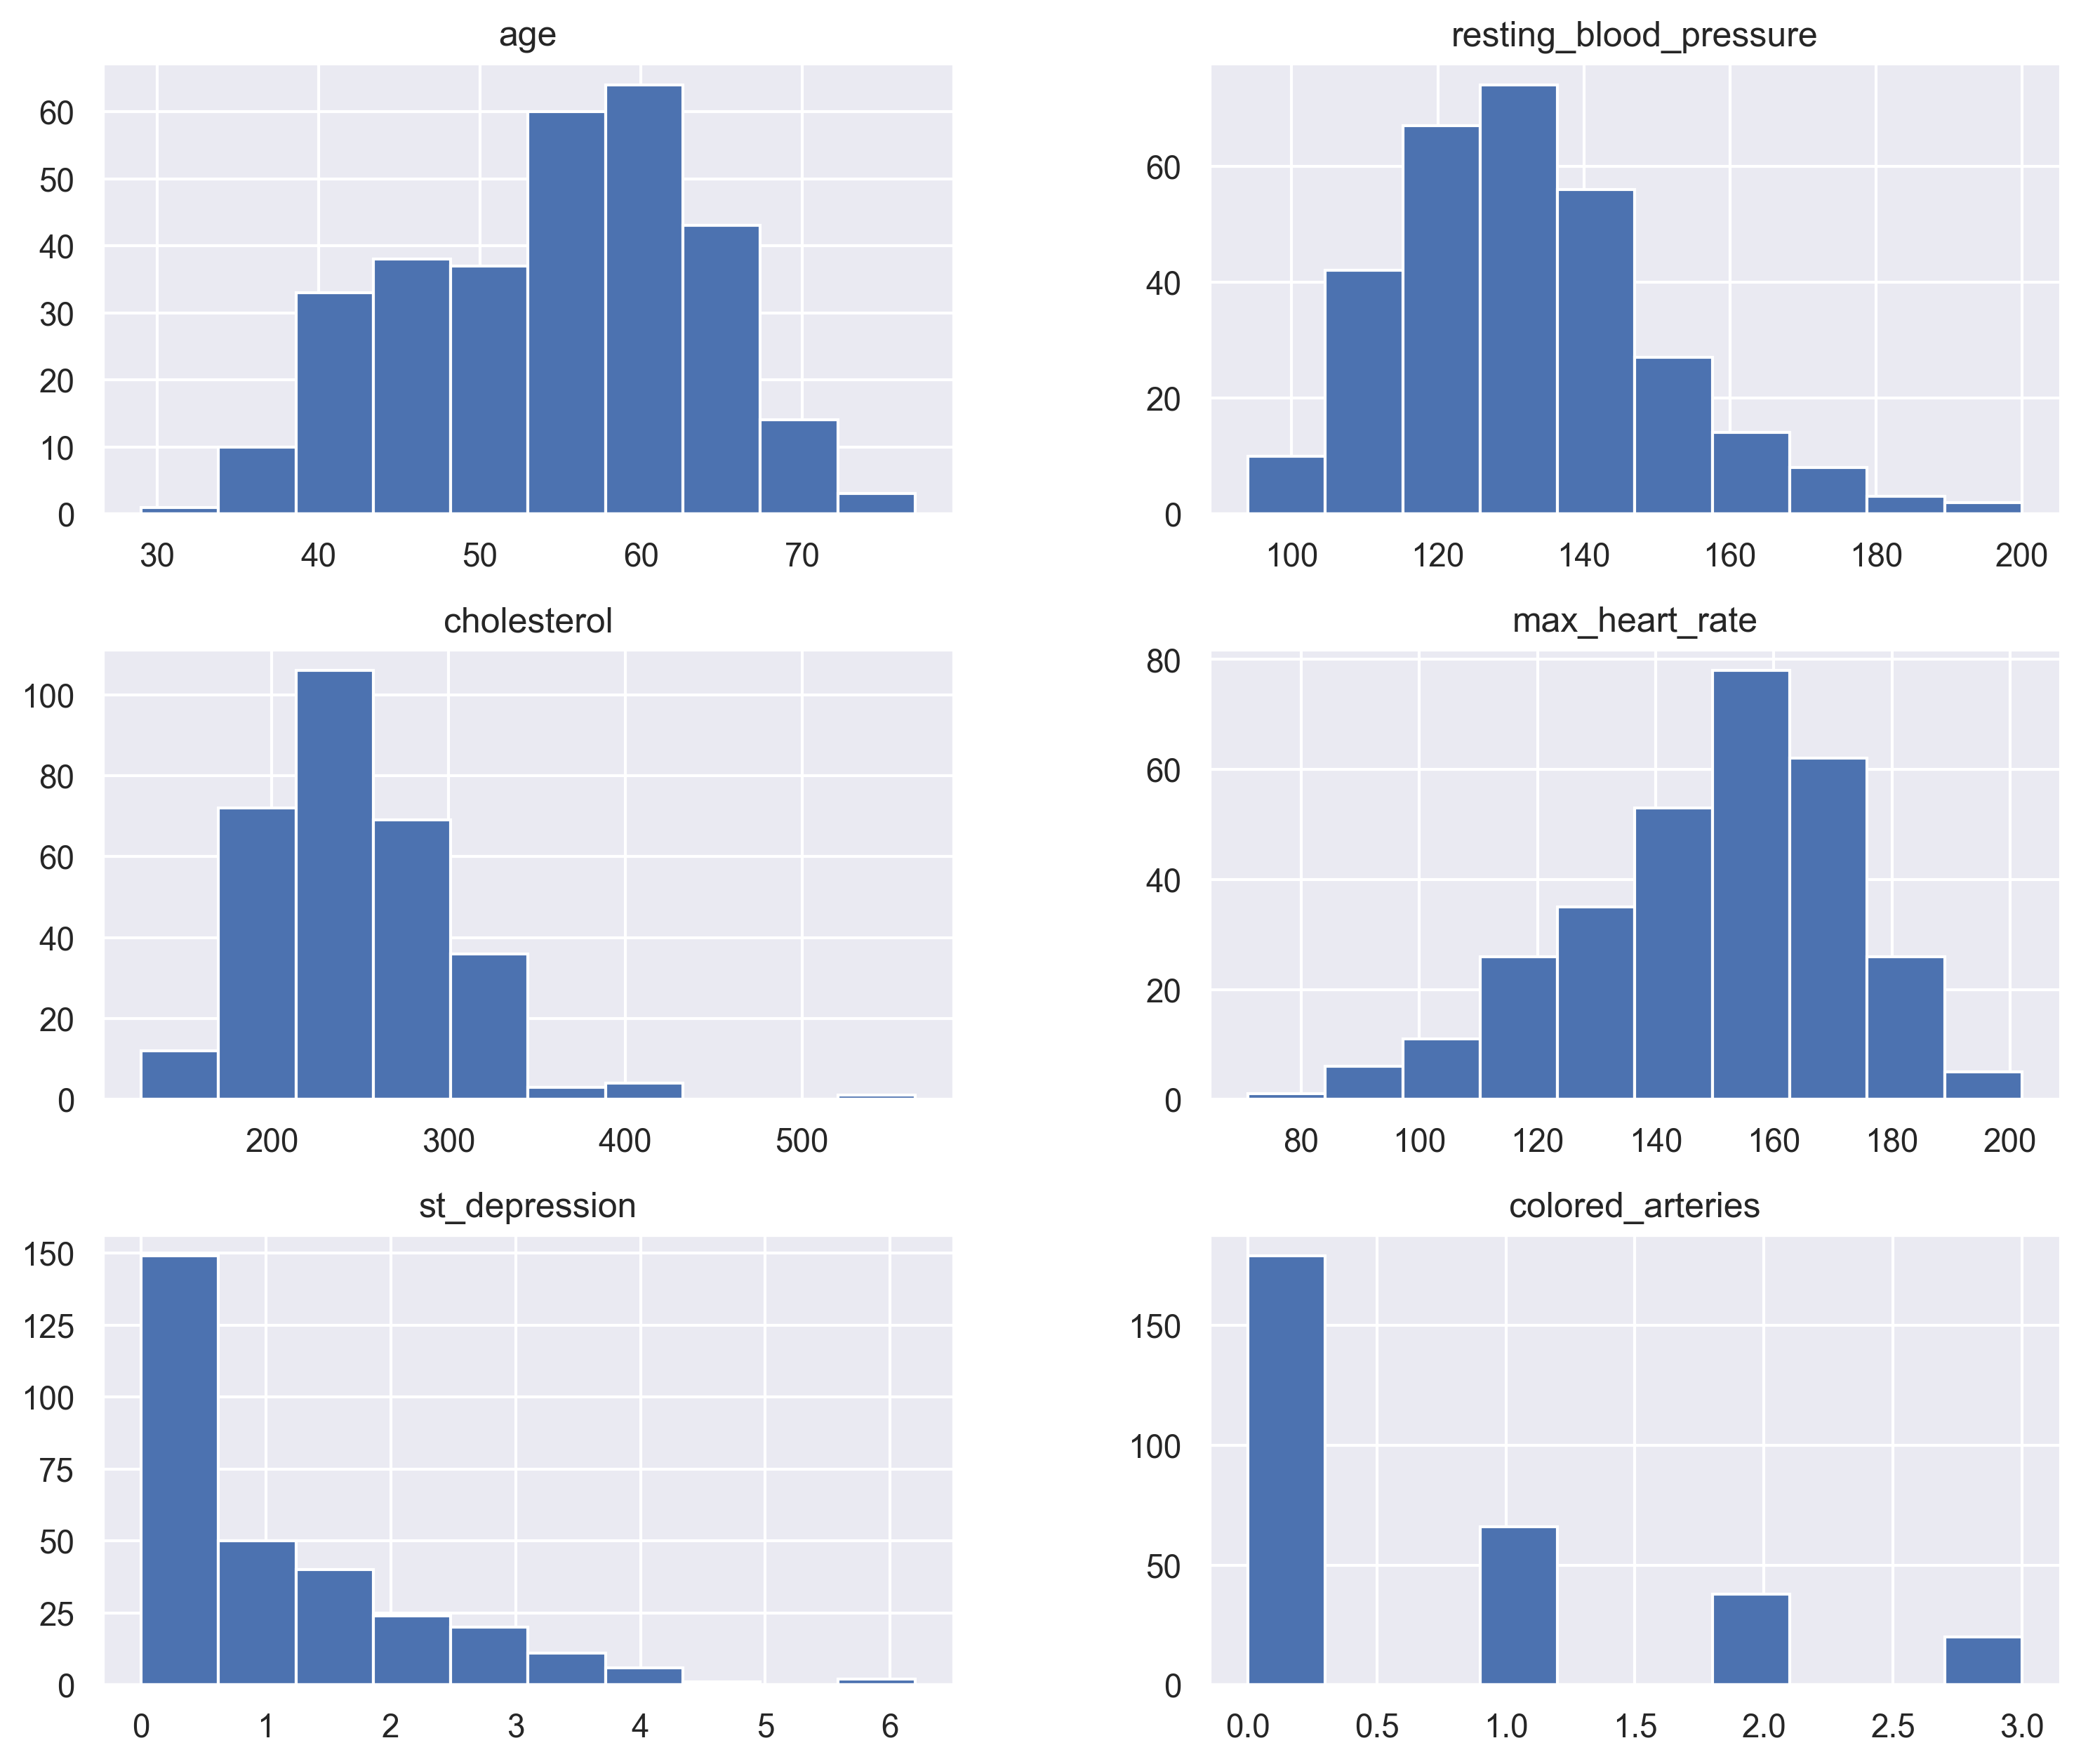 age
60
50
40
30
20
10
0
30 40 50 60 70
resting_blood_pressure
60
40
20
0
100 120 140 160 180 200
cholesterol
100
80
60
40
20
0
200 300 400 500
max_heart_rate
80
60
40
20
0
80 100 120 140 160 180 200
st_depression
150
125
100
75
50
25
0
0 1 2 3 4 5 6
colored_arteries
150
100
50
0
0.0 0.5 1.0 1.5 2.0 2.5 3.0